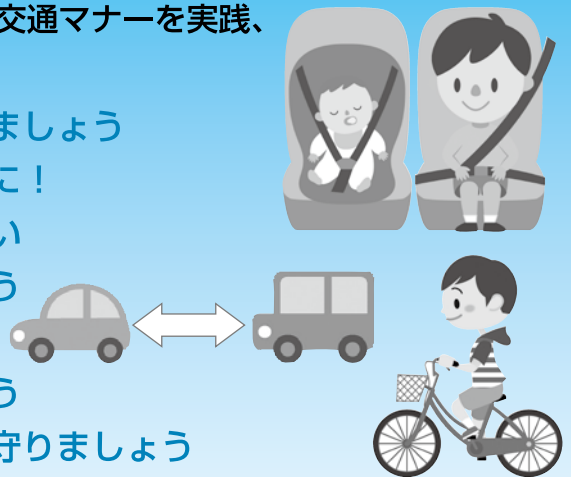 交通マナーを実践、
ましょう
に！
い
う
う
守りましょう